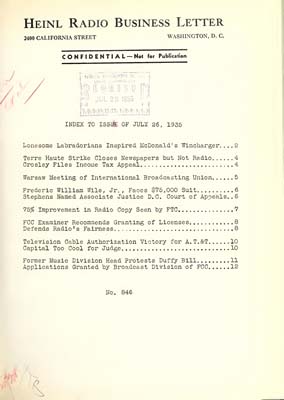 HEINL RADIO BUSINESS LETTER
2400 CALIFORNIA STREET WASHINGTON, D. C.
CONFIDENTIAL—Not for Publication
INDEX TO ISSUE OF JULY 26, 1935
Lonesome Labradorians Inspired McDonald's Wincharger....2
Terre Haute Strike Closes Newspapers but Not Radio......4
Crosley Files Income Tax Appeal.........................4
Warsaw Meeting of International Broadcasting Union......5
Frederic William Wile, Jr., Faces $75,000 Suit..........6
Stephens Named Associate Justice D.C. Court of Appeals..6
75% Improvement in Radio Copy Seen by FTC...............7
FCC Examiner Recommends Granting of Licenses............8
Defends Radio's Fairness................................8
Television Cable Authorization Victory for A.T.&T......10
Capital Too Cool for Judge.............................10
Former Music Division Head Protests Duffy Bill.........11
Applications Granted by Broadcast Division of FCC......12
No. 846